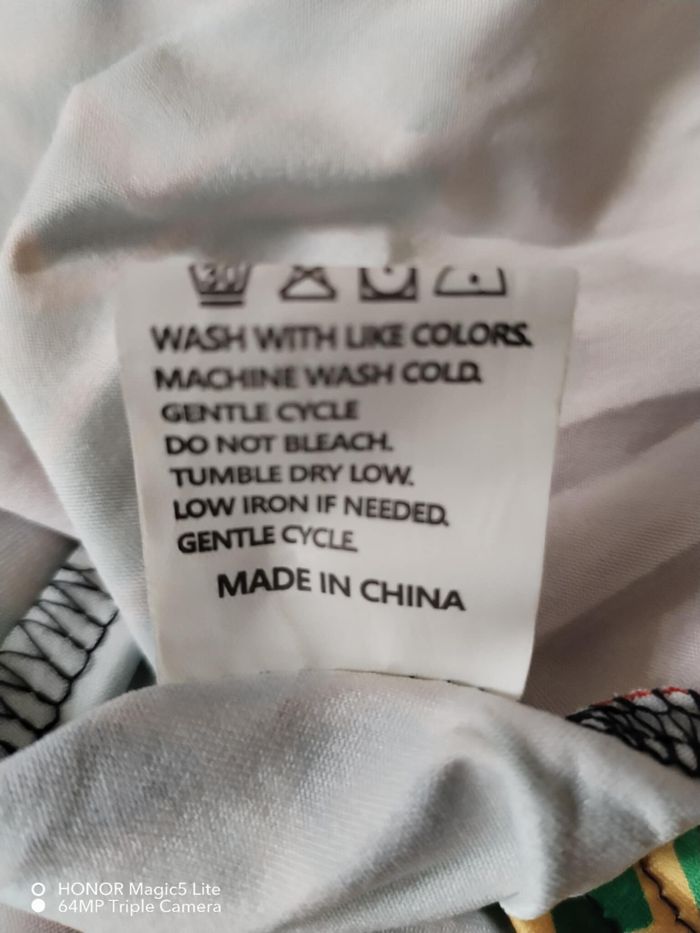 WASH WITH LIKE COLORS.
MACHINE WASH COLD.
GENTLE CYCLE
DO NOT BLEACH.
TUMBLE DRY LOW.
LOW IRON IF NEEDED.
GENTLE CYCLE.
MADE IN CHINA
HONOR Magic5 Lite
64MP Triple Camera